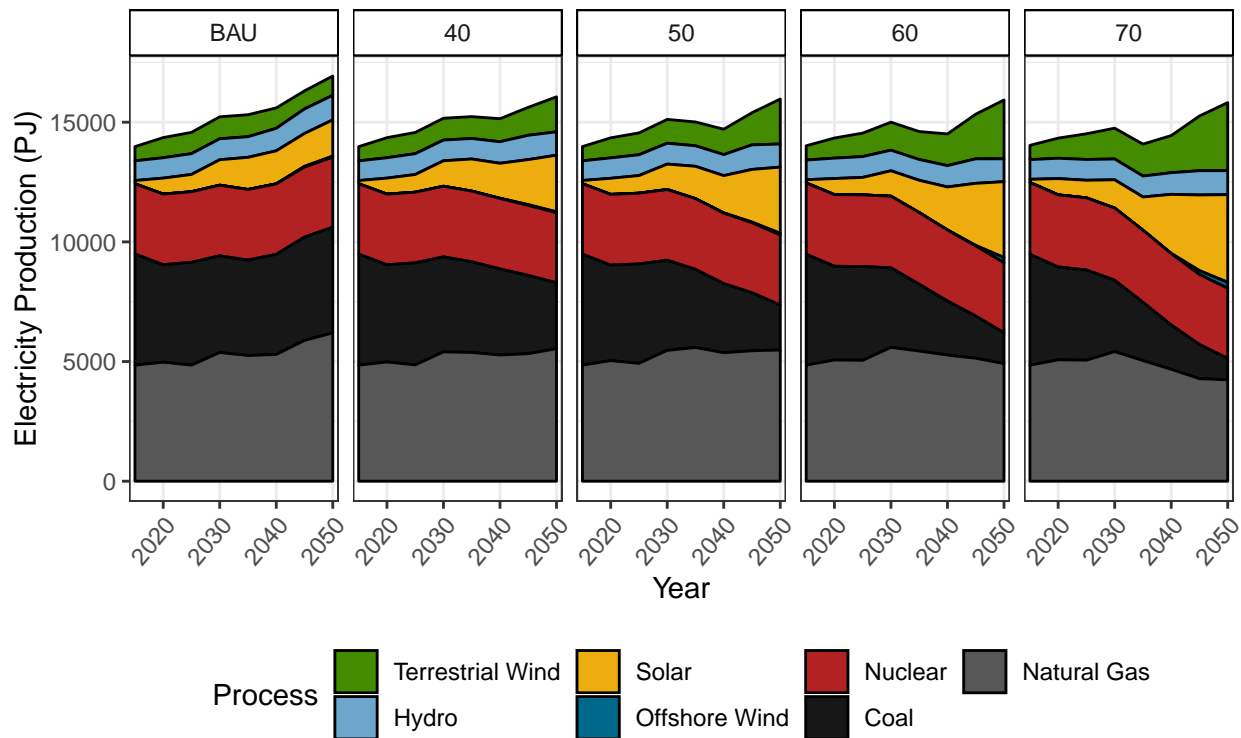 BAU 40 50 60 70
Electricity Production (PJ)
15000
10000
5000
0
2020 2030 2040 2050 2020 2030 2040 2050 2020 2030 2040 2050 2020 2030 2040 2050 2020 2030 2040 2050
Year
Process
Terrestrial Wind Solar Nuclear Natural Gas
Hydro Offshore Wind Coal